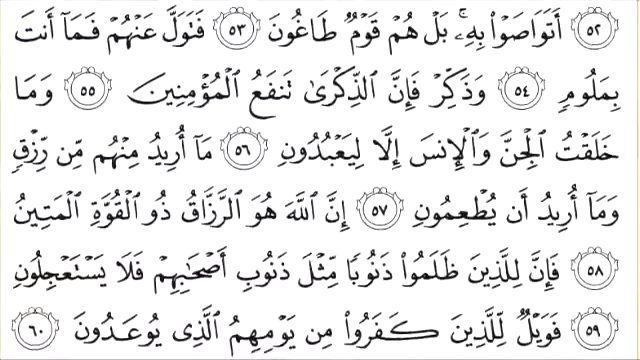 ٥٢ أَتَوَاصَوْا۟ بِهِۦ ۚ بَلْ هُمْ قَوْمٌ طَاغُونَ ٥٣ فَتَوَلَّ عَنْهُمْ فَمَآ أَنتَ
بِمَلُومٍ ٥٤ وَذَكِّرْ فَإِنَّ ٱلذِّكْرَىٰ تَنفَعُ ٱلْمُؤْمِنِينَ ٥٥ وَمَا
خَلَقْتُ ٱلْجِنَّ وَٱلْإِنسَ إِلَّا لِيَعْبُدُونِ ٥٦ مَآ أُرِيدُ مِنْهُم مِّن رِّزْقٍ
وَمَآ أُرِيدُ أَن يُطْعِمُونِ ٥٧ إِنَّ ٱللَّهَ هُوَ ٱلرَّزَّاقُ ذُو ٱلْقُوَّةِ ٱلْمَتِينُ
٥٨ فَإِنَّ لِلَّذِينَ ظَلَمُوا۟ ذَنُوبًا مِّثْلَ ذَنُوبِ أَصْحَٰبِهِمْ فَلَا يَسْتَعْجِلُونِ
٥٩ فَوَيْلٌ لِّلَّذِينَ كَفَرُوا۟ مِن يَوْمِهِمُ ٱلَّذِى يُوعَدُونَ ٦٠